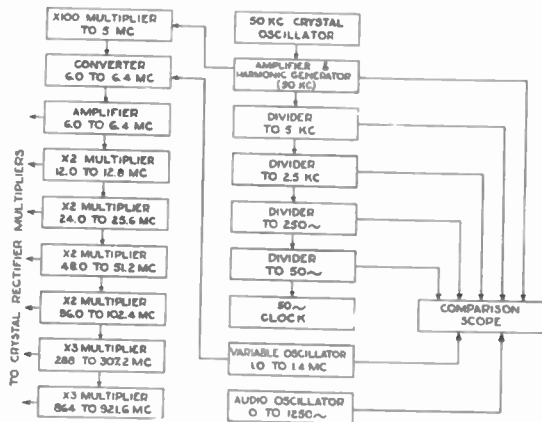 X100 MULTIPLIER
TO 5 MC
CONVERTER
6.0 TO 6.4 MC
AMPLIFIER
6.0 TO 6.4 MC
X2 MULTIPLIER
12.0 TO 12.8 MC
X2 MULTIPLIER
24.0 TO 25.6 MC
X2 MULTIPLIER
48.0 TO 51.2 MC
X2 MULTIPLIER
96.0 TO 102.4 MC
X3 MULTIPLIER
288 TO 307.2 MC
X3 MULTIPLIER
864 TO 921.6 MC
TO CRYSTAL RECTIFIER MULTIPLIERS
50 KC CRYSTAL
OSCILLATOR
AMPLIFIER &
HARMONIC GENERATOR
(50 KC)
DIVIDER
TO 5 KC
DIVIDER
TO 2.5 KC
DIVIDER
TO 250~
DIVIDER
TO 50~
50~
CLOCK
VARIABLE OSCILLATOR
1.0 TO 1.4 MC
AUDIO OSCILLATOR
0 TO 1250~
COMPARISON
SCOPE